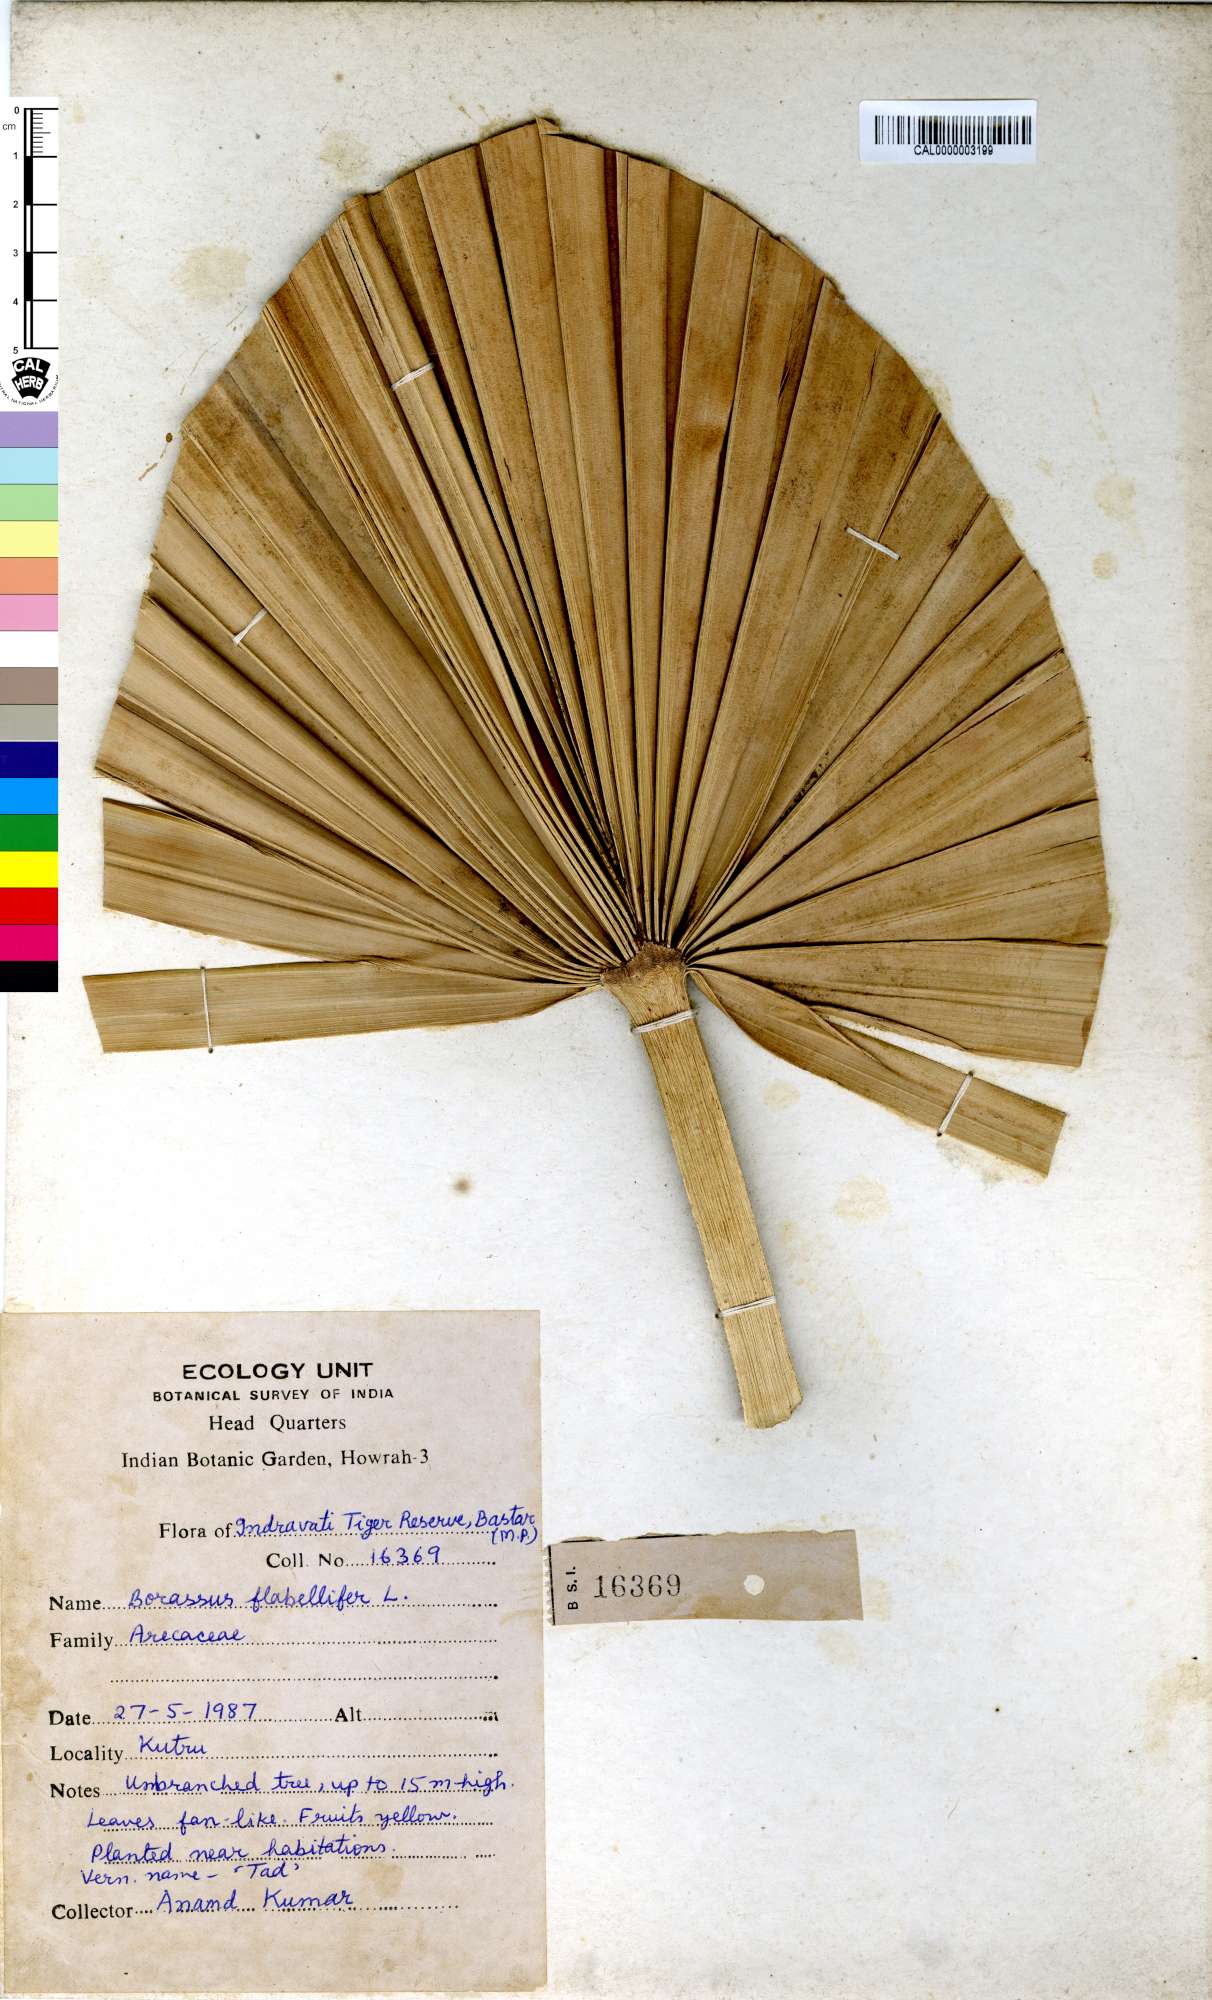 CAL0000003199
0
cm
1
2
3
4
5
CAL
HERB
ECOLOGY UNIT
BOTANICAL SURVEY OF INDIA
Head Quarters
Indian Botanic Garden, Howrah-3
Flora of Indravati Tiger Reserve, Bastar
(M.P.)
Coll. No. 16369
Name Borassus flabellifer L.
Family Arecaceae
Date 27-5-1987 Alt
Locality Kutru
Notes Unbranched tree, up to 15 m high.
Leaves fan-like. Fruits yellow.
Planted near habitations.
Vern. name - 'Tad'
Collector Anand Kumar
B S.I.
16369